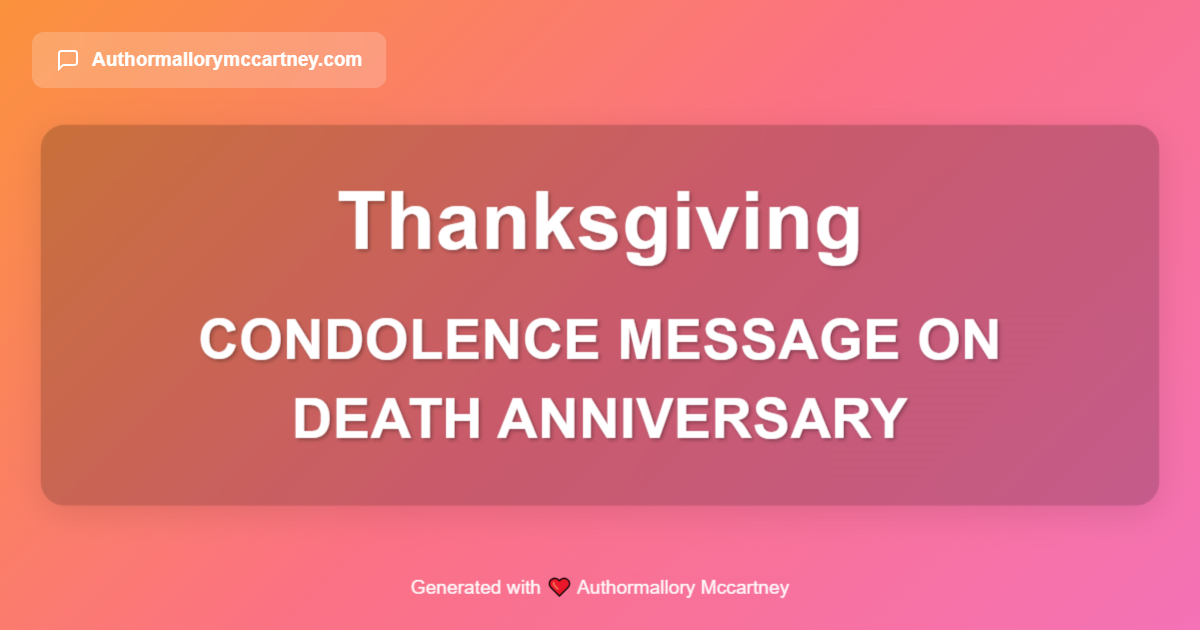 Authormallorymccartney.com
Thanksgiving
CONDOLENCE MESSAGE ON
DEATH ANNIVERSARY
Generated with ❤️ Authormallory Mccartney